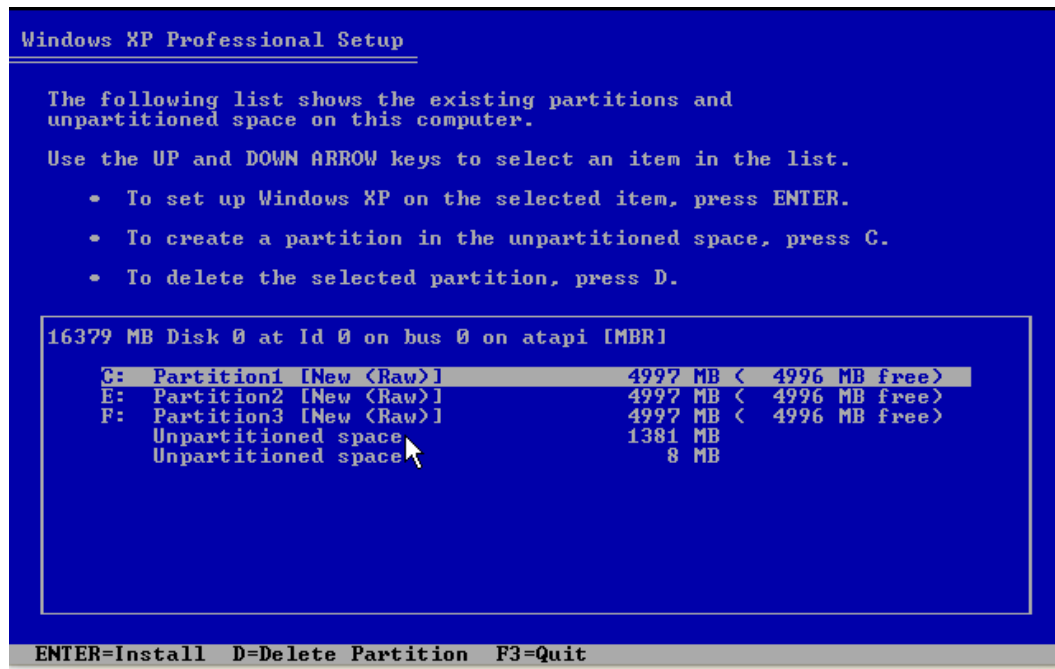 Windows XP Professional Setup
The following list shows the existing partitions and
unpartitioned space on this computer.
Use the UP and DOWN ARROW keys to select an item in the list.
• To set up Windows XP on the selected item, press ENTER.
• To create a partition in the unpartitioned space, press C.
• To delete the selected partition, press D.
16379 MB Disk 0 at Id 0 on bus 0 on atapi [MBR]
C: Partition1 [New (Raw)] 4997 MB ( 4996 MB free)
E: Partition2 [New (Raw)] 4997 MB ( 4996 MB free)
F: Partition3 [New (Raw)] 4997 MB ( 4996 MB free)
Unpartitioned space 1381 MB
Unpartitioned space 8 MB
ENTER=Install D=Delete Partition F3=Quit